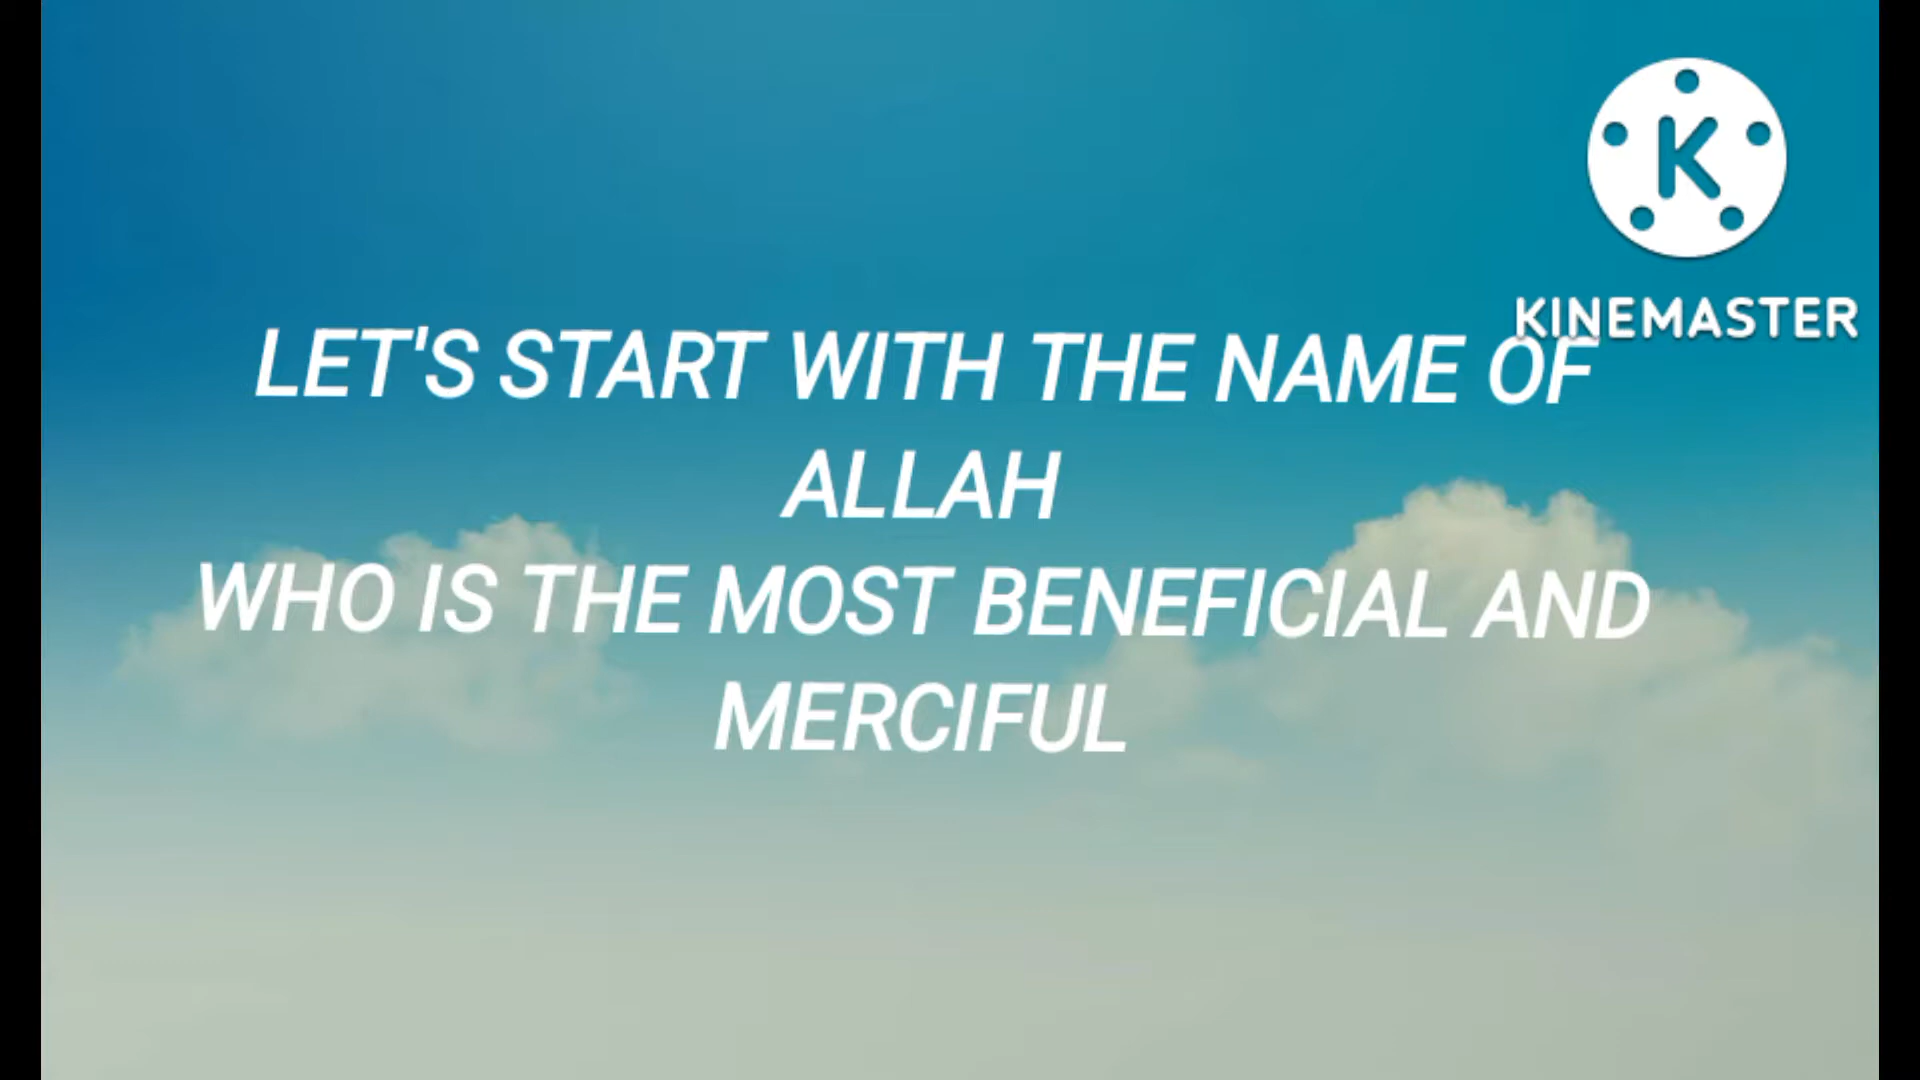 K
KINEMASTER
LET'S START WITH THE NAME OF
ALLAH
WHO IS THE MOST BENEFICIAL AND
MERCIFUL